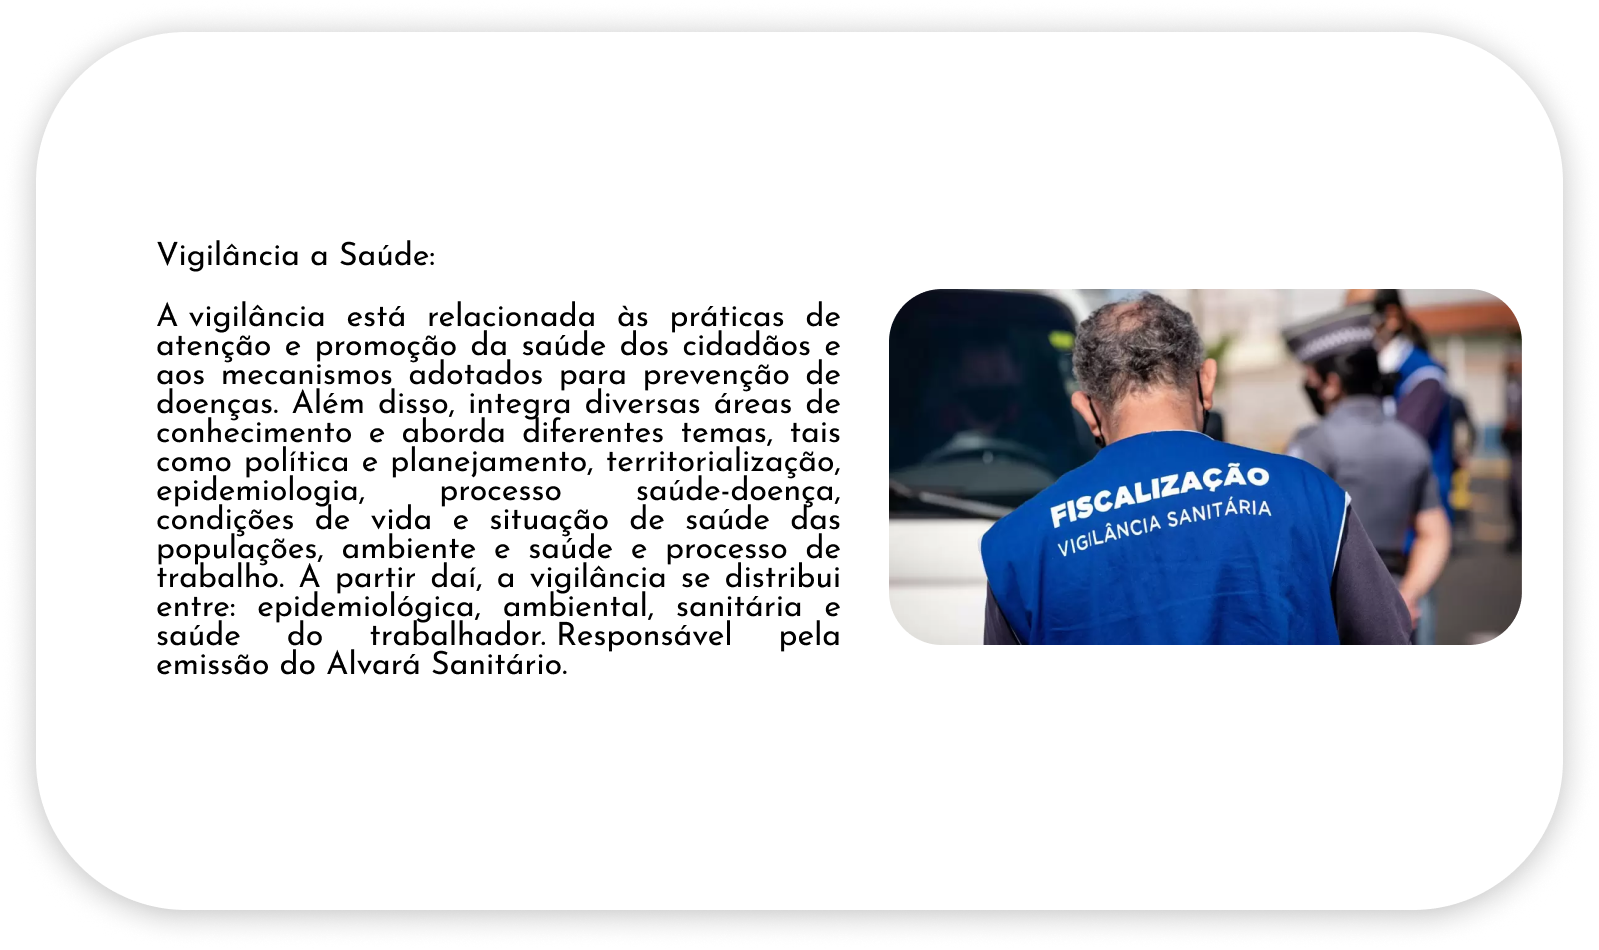 Vigilância a Saúde:
A vigilância está relacionada às práticas de
atenção e promoção da saúde dos cidadãos e
aos mecanismos adotados para prevenção de
doenças. Além disso, integra diversas áreas de
conhecimento e aborda diferentes temas, tais
como política e planejamento, territorialização,
epidemiologia, processo saúde-doença,
condições de vida e situação de saúde das
populações, ambiente e saúde e processo de
trabalho. A partir daí, a vigilância se distribui
entre: epidemiológica, ambiental, sanitária e
saúde do trabalhador. Responsável pela
emissão do Alvará Sanitário.
FISCALIZAÇÃO
VIGILÂNCIA SANITÁRIA